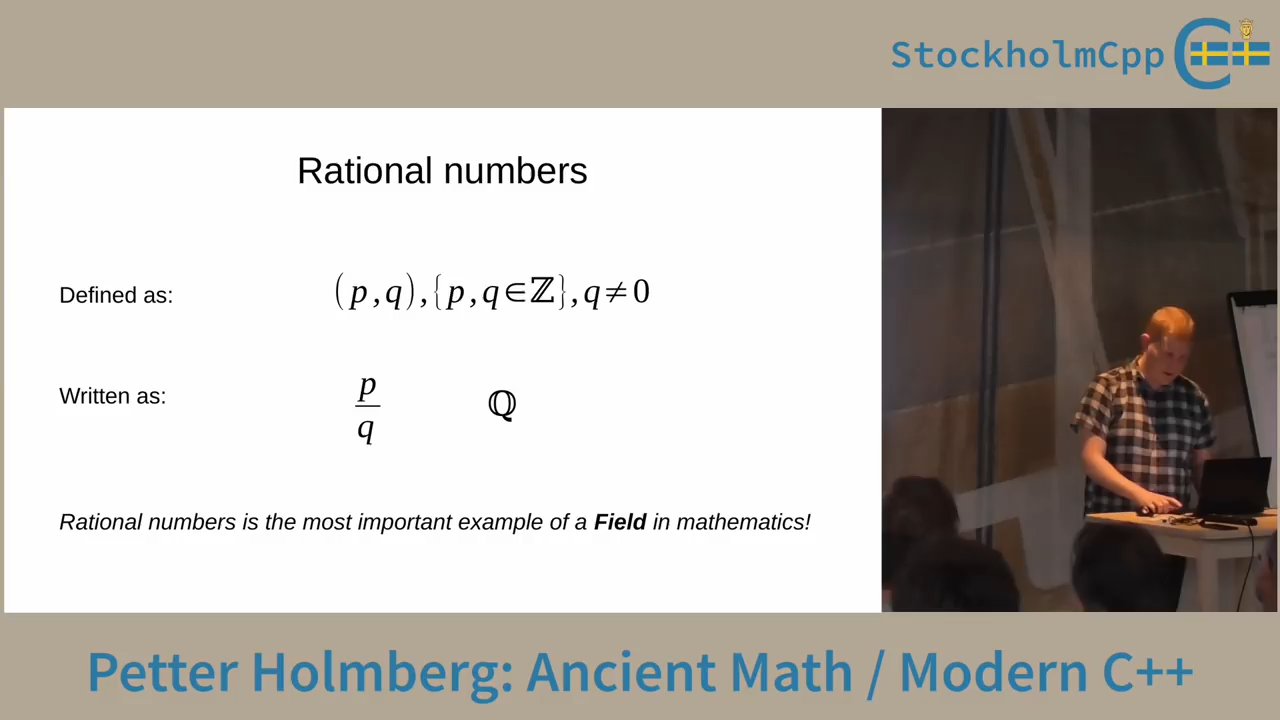 StockholmCpp
Rational numbers
Defined as: (p,q),{p,q∈ℤ},q≠0
Written as: p/q ℚ
Rational numbers is the most important example of a Field in mathematics!
Petter Holmberg: Ancient Math / Modern C++